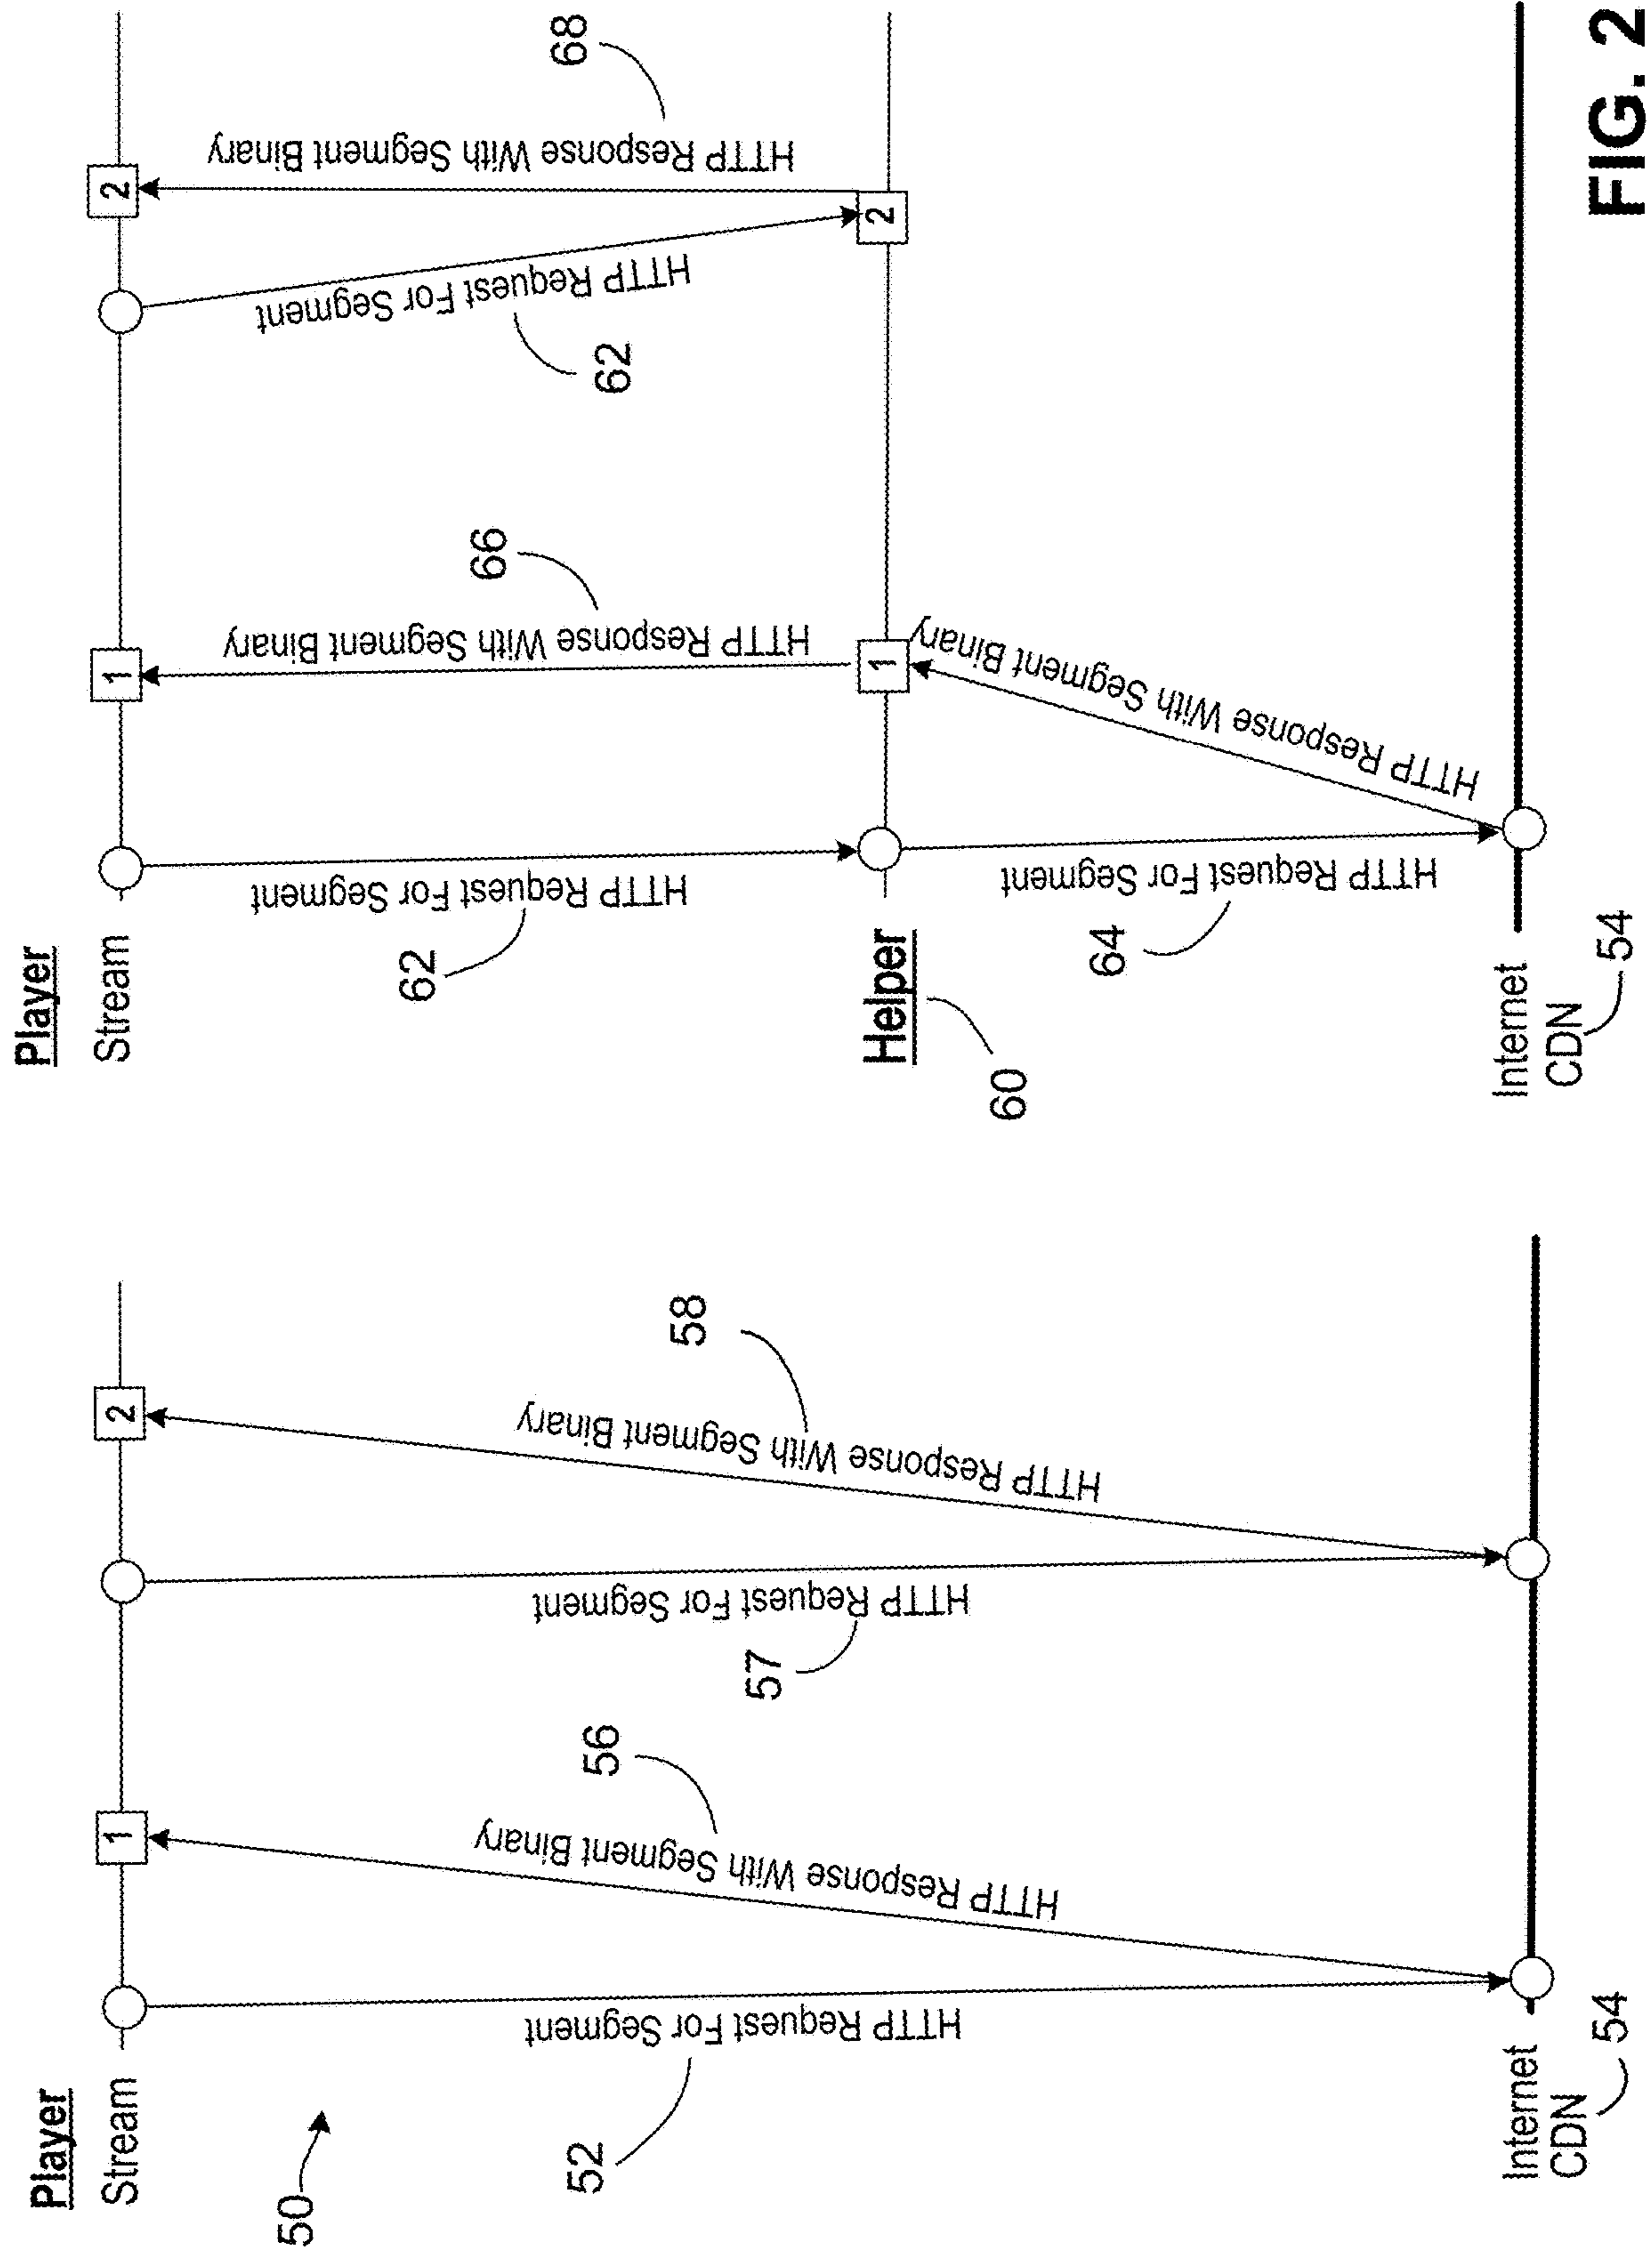 50
Player
Stream
52
HTTP Request For Segment
1
56
HTTP Response With Segment Binary
57
HTTP Request For Segment
2
58
HTTP Response With Segment Binary
Internet
CDN
54
Player
Stream
62
HTTP Request For Segment
1
66
HTTP Response With Segment Binary
62
HTTP Request For Segment
2
68
HTTP Response With Segment Binary
Helper
60
1
2
64
HTTP Request For Segment
HTTP Response With Segment Binary
Internet
CDN
54
FIG. 2